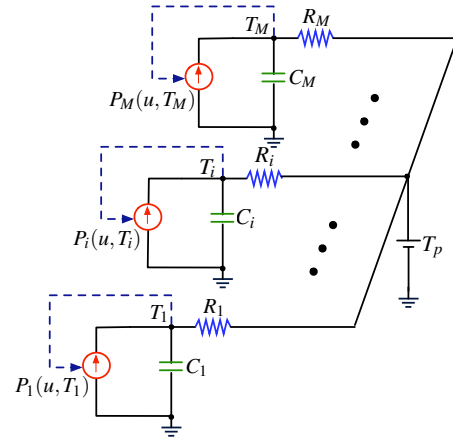 T_M R_M
C_M
P_M(u, T_M)
T_i R_i
C_i
P_i(u, T_i)
T_p
T_1 R_1
C_1
P_1(u, T_1)